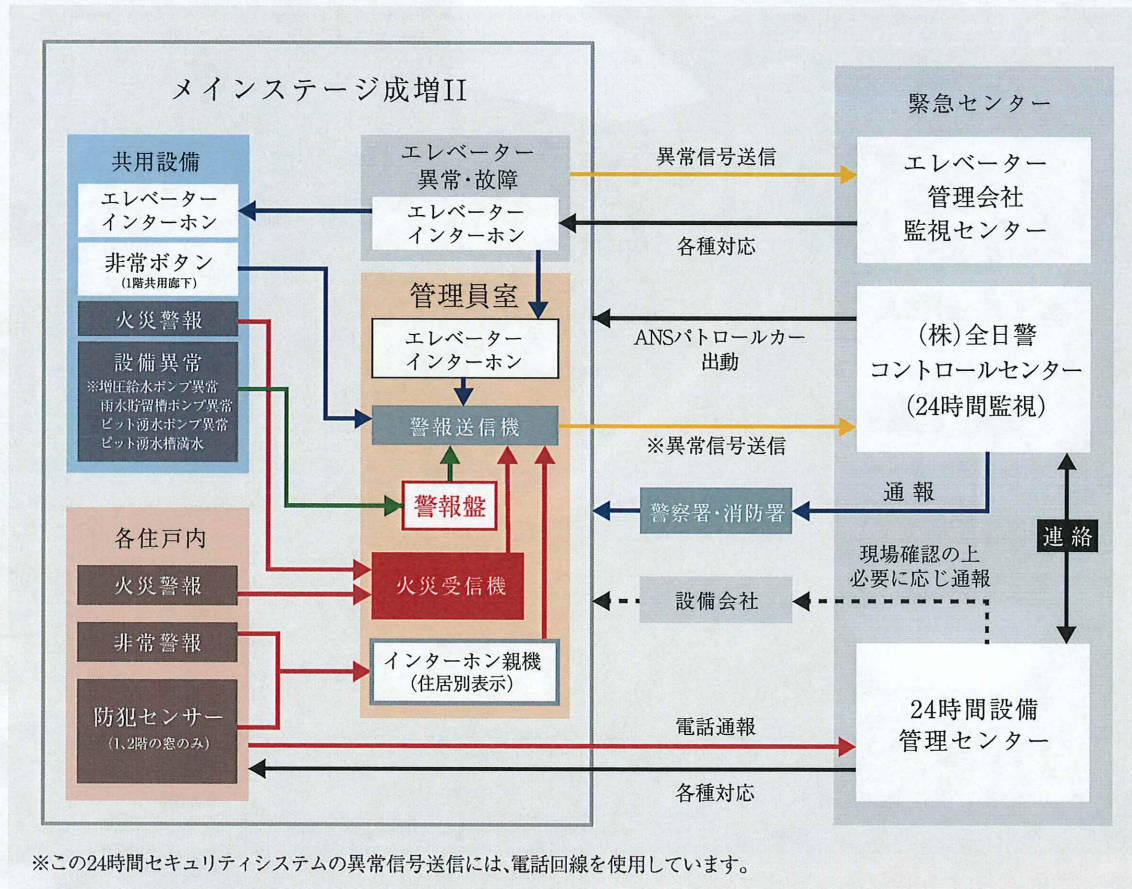 メインステージ成増II
共用設備
エレベーター
インターホン
非常ボタン
(1階共用廊下)
火災警報
設備異常
※増圧給水ポンプ異常
雨水貯留槽ポンプ異常
ピット湧水ポンプ異常
ピット湧水槽満水
各住戸内
火災警報
非常警報
防犯センサー
(1、2階の窓のみ)
エレベーター
異常・故障
エレベーター
インターホン
管理員室
エレベーター
インターホン
警報送信機
警報盤
火災受信機
インターホン親機
(住居別表示)
異常信号送信
各種対応
ANSパトロールカー
出動
※異常信号送信
通報
警察署・消防署
現場確認の上
必要に応じ通報
設備会社
電話通報
各種対応
緊急センター
エレベーター
管理会社
監視センター
(株)全日警
コントロールセンター
(24時間監視)
連絡
24時間設備
管理センター
※この24時間セキュリティシステムの異常信号送信には、電話回線を使用しています。